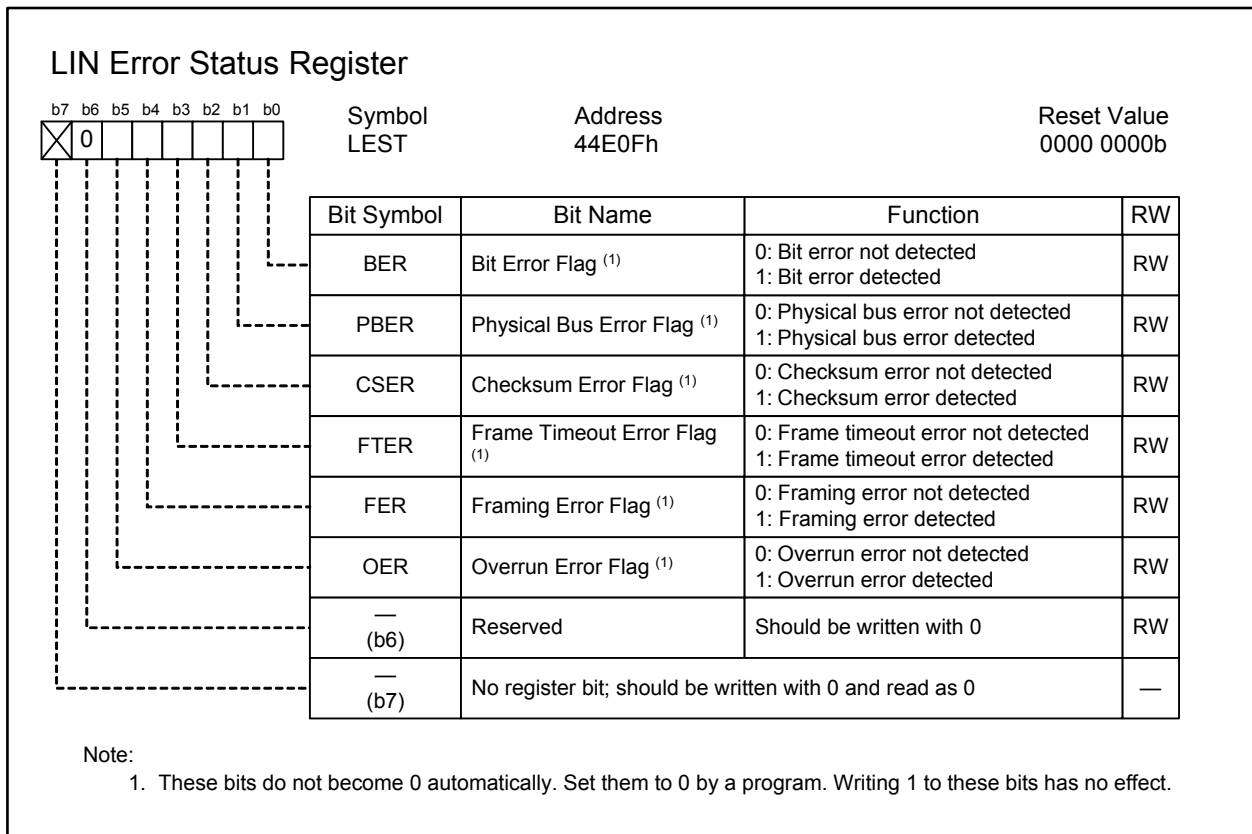 LIN Error Status Register
b7 b6 b5 b4 b3 b2 b1 b0
0
Symbol Address Reset Value
LEST 44E0Fh 0000 0000b
Bit Symbol Bit Name Function RW
BER Bit Error Flag (1) 0: Bit error not detected RW
1: Bit error detected
PBER Physical Bus Error Flag (1) 0: Physical bus error not detected RW
1: Physical bus error detected
CSER Checksum Error Flag (1) 0: Checksum error not detected RW
1: Checksum error detected
FTER Frame Timeout Error Flag 0: Frame timeout error not detected RW
(1) 1: Frame timeout error detected
FER Framing Error Flag (1) 0: Framing error not detected RW
1: Framing error detected
OER Overrun Error Flag (1) 0: Overrun error not detected RW
1: Overrun error detected
— Reserved Should be written with 0 RW
(b6)
— No register bit; should be written with 0 and read as 0 —
(b7)
Note:
1. These bits do not become 0 automatically. Set them to 0 by a program. Writing 1 to these bits has no effect.